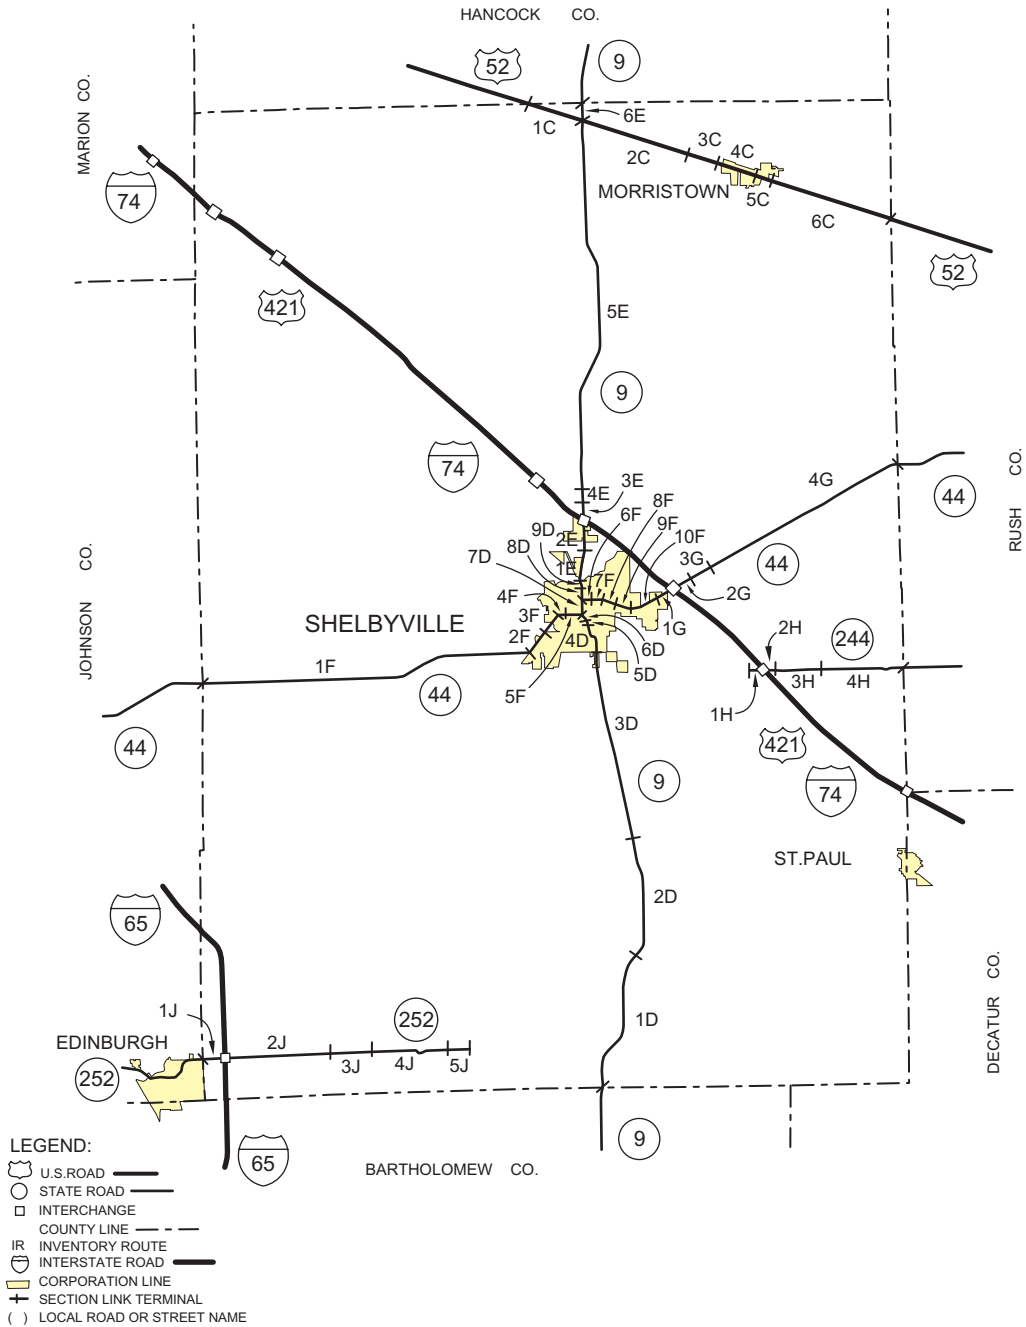 HANCOCK CO.
52
9
MARION CO.
6E
1C
3C
2C
4C
MORRISTOWN
5C
74
6C
52
421
5E
9
74
4G
44
RUSH CO.
3E
4E
8F
6F
9F
9D
10F
2E
8D
7D
3G
44
1E
7F
2G
4F
JOHNSON CO.
3F
SHELBYVILLE
1G
2F
4D
6D
2H
244
1F
5D
3H
4H
5F
44
1H
3D
44
421
9
74
ST.PAUL
2D
65
DECATUR CO.
1J
252
1D
EDINBURGH
2J
3J
4J
5J
252
9
65
BARTHOLOMEW CO.
LEGEND:
U.S.ROAD
STATE ROAD
INTERCHANGE
COUNTY LINE
IR INVENTORY ROUTE
INTERSTATE ROAD
CORPORATION LINE
SECTION LINK TERMINAL
( ) LOCAL ROAD OR STREET NAME